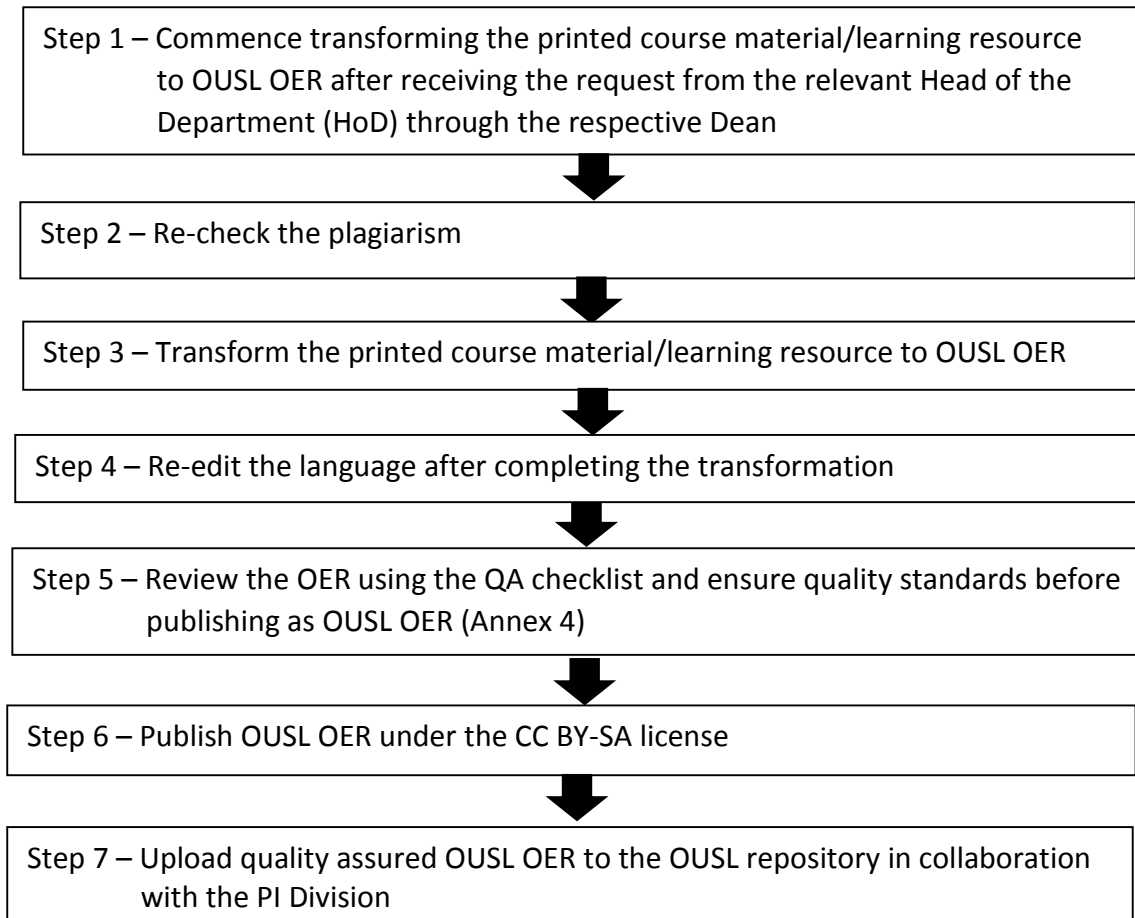 Step 1 – Commence transforming the printed course material/learning resource
to OUSL OER after receiving the request from the relevant Head of the
Department (HoD) through the respective Dean
Step 2 – Re-check the plagiarism
Step 3 – Transform the printed course material/learning resource to OUSL OER
Step 4 – Re-edit the language after completing the transformation
Step 5 – Review the OER using the QA checklist and ensure quality standards before
publishing as OUSL OER (Annex 4)
Step 6 – Publish OUSL OER under the CC BY-SA license
Step 7 – Upload quality assured OUSL OER to the OUSL repository in collaboration
with the PI Division